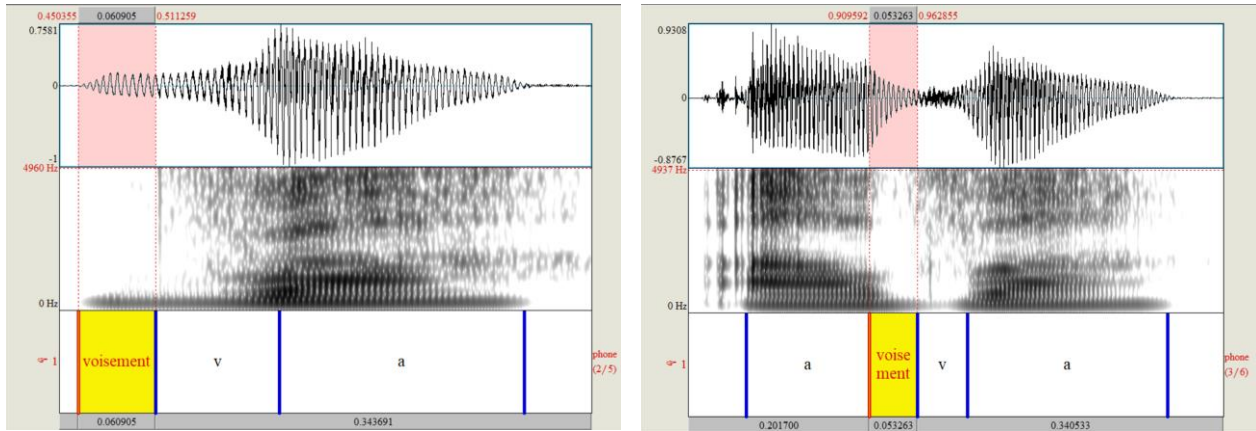 0.450355 0.060905 0.511259
0.7581
0
-1
4960 Hz
0 Hz
1 voisement v a phone
(2/5)
0.060905 0.343691
0.909592 0.053263 0.962855
0.9308
0
-0.8767
4937 Hz
0 Hz
1 a voise
ment v a phone
(3/6)
0.201700 0.053263 0.340533